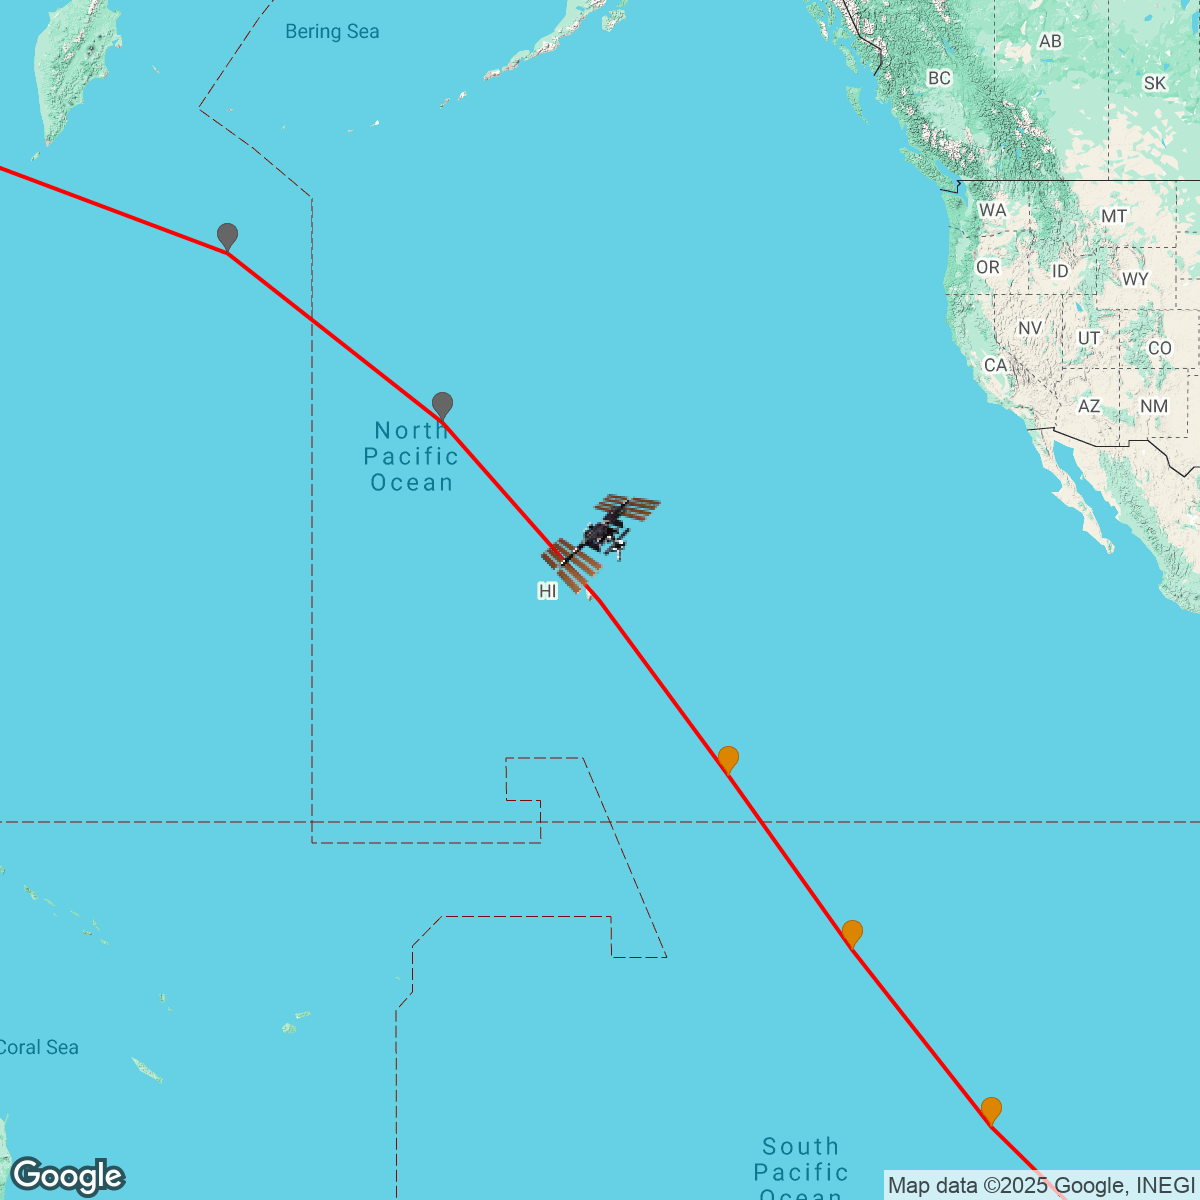 Bering Sea
AB
BC
SK
WA
MT
OR
ID
WY
NV
UT
CO
CA
AZ
NM
North
Pacific
Ocean
HI
Coral Sea
South
Pacific
Ocean
Google
Map data ©2025 Google, INEGI